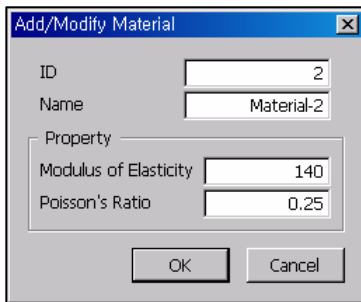 Add/Modify Material
ID 2
Name Material-2
Property
Modulus of Elasticity 140
Poisson's Ratio 0.25
OK Cancel